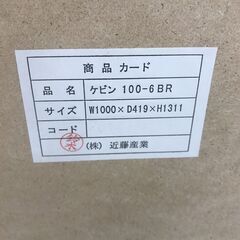 商品カード
品名 ケビン 100-6BR
サイズ W1000×D419×H1311
コード
(株) 近藤産業